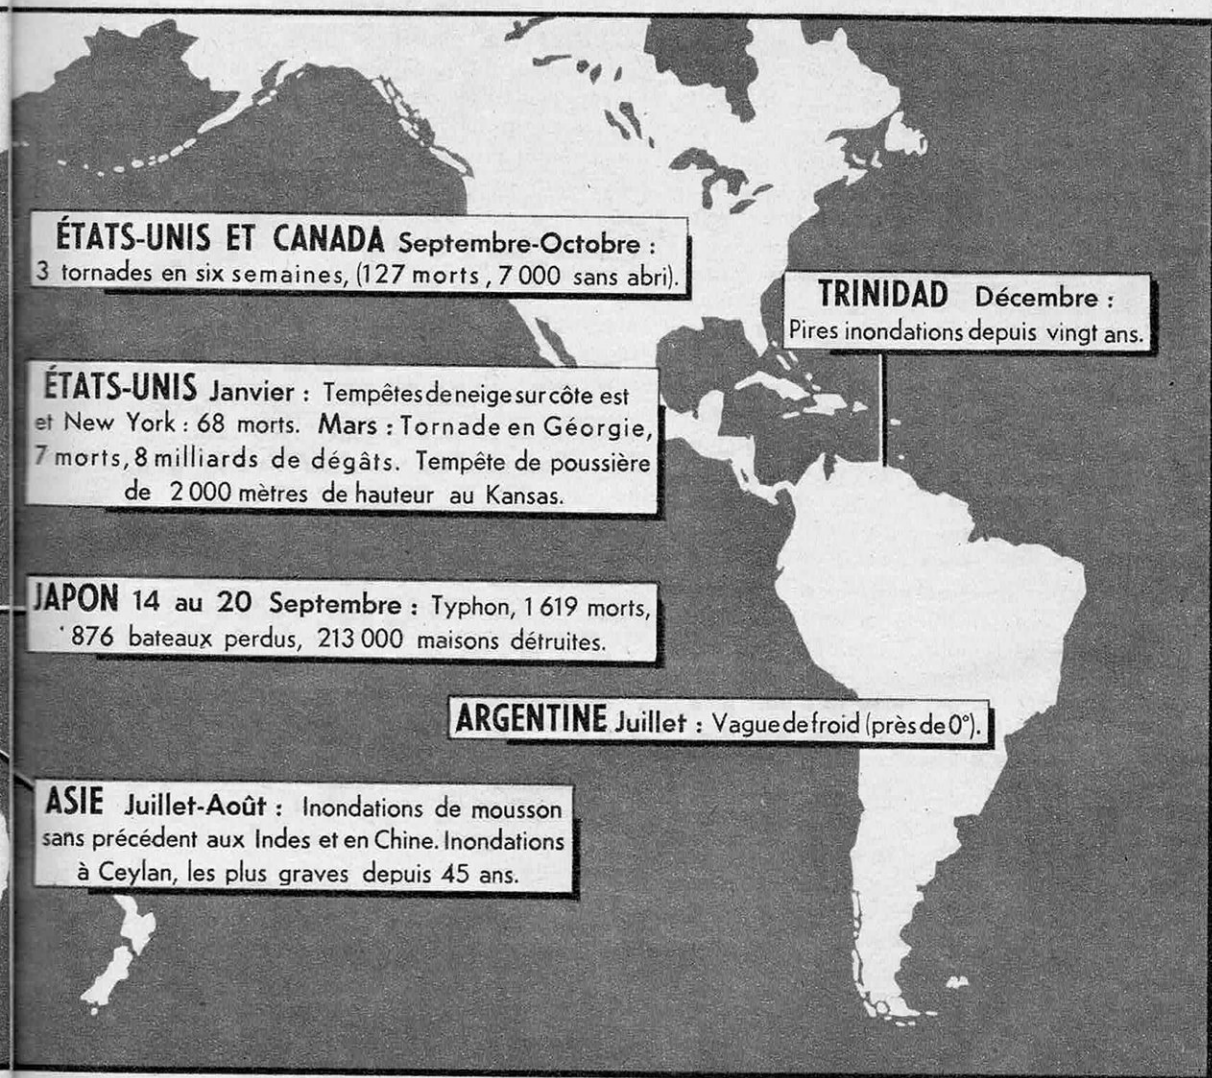 ÉTATS-UNIS ET CANADA Septembre-Octobre :
3 tornades en six semaines, (127 morts, 7 000 sans abri).
TRINIDAD Décembre :
Pires inondations depuis vingt ans.
ÉTATS-UNIS Janvier : Tempêtes de neige sur côte est
et New York : 68 morts. Mars : Tornade en Géorgie,
7 morts, 8 milliards de dégâts. Tempête de poussière
de 2 000 mètres de hauteur au Kansas.
JAPON 14 au 20 Septembre : Typhon, 1 619 morts,
876 bateaux perdus, 213 000 maisons détruites.
ARGENTINE Juillet : Vague de froid (près de 0°).
ASIE Juillet-Août : Inondations de mousson
sans précédent aux Indes et en Chine. Inondations
à Ceylan, les plus graves depuis 45 ans.